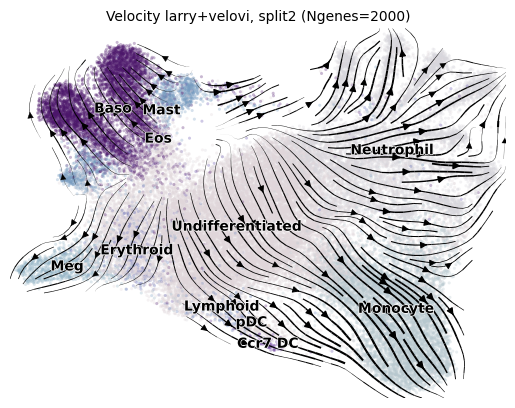 Velocity larry+velovi, split2 (Ngenes=2000)
Baso Mast
Eos
Neutrophil
Undifferentiated
Erythroid
Meg
Lymphoid
Monocyte
pDC
Ccr7 DC